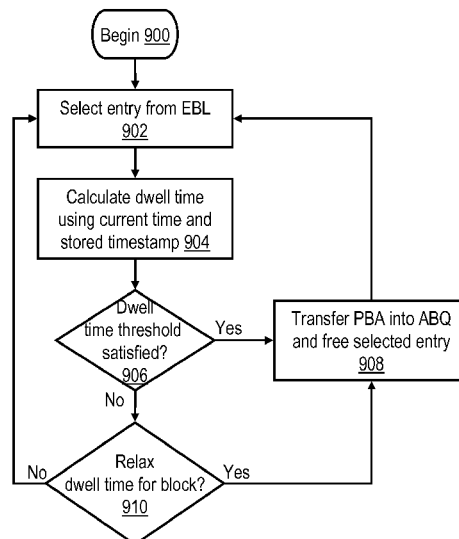 Begin 900
Select entry from EBL
902
Calculate dwell time
using current time and
stored timestamp 904
Dwell
time threshold
satisfied?
906
Yes
Transfer PBA into ABQ
and free selected entry
908
No
Relax
dwell time for block?
910
No
Yes